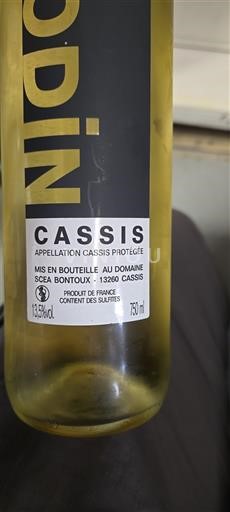 ODIN
CASSIS
APPELLATION CASSIS PROTÉGÉE
MIS EN BOUTEILLE AU DOMAINE
SCEA BONTOUX - 13260 CASSIS
PRODUIT DE FRANCE
CONTIENT DES SULFITES
13,5%vol. 750 ml